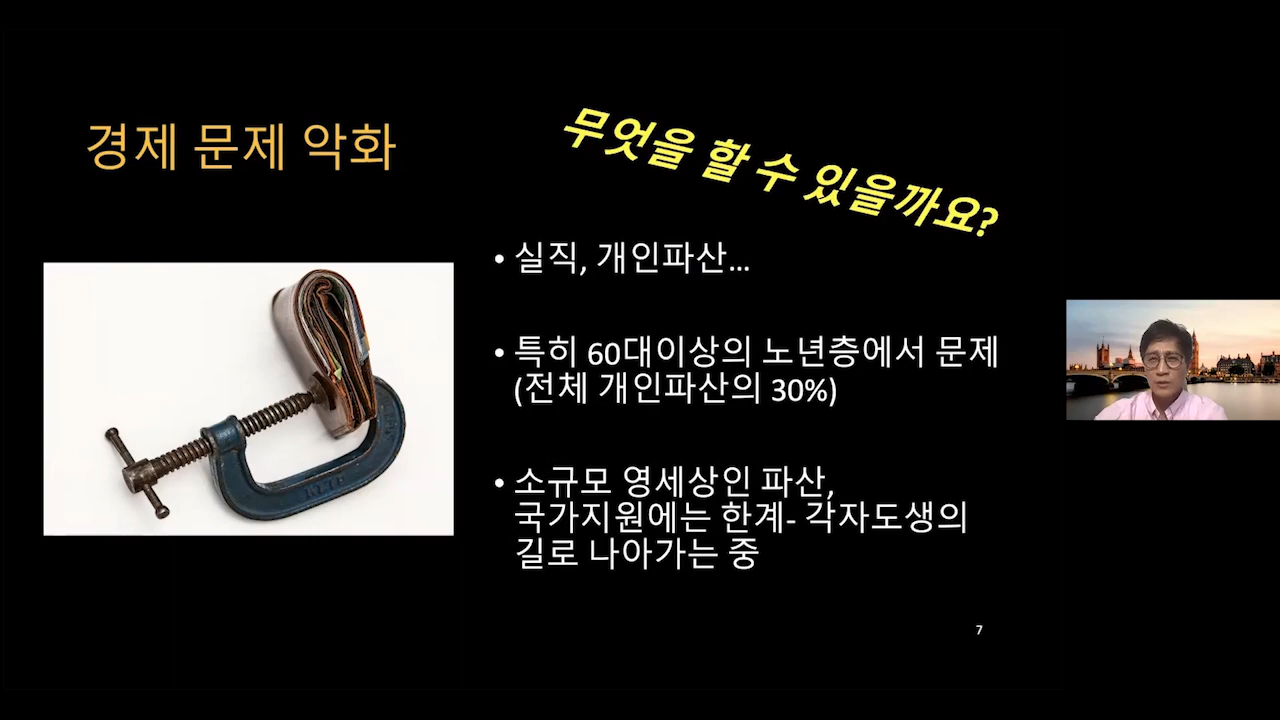 경제 문제 악화
무엇을 할 수 있을까요?
• 실직, 개인파산...
• 특히 60대이상의 노년층에서 문제
(전체 개인파산의 30%)
• 소규모 영세상인 파산,
국가지원에는 한계- 각자도생의
길로 나아가는 중
7